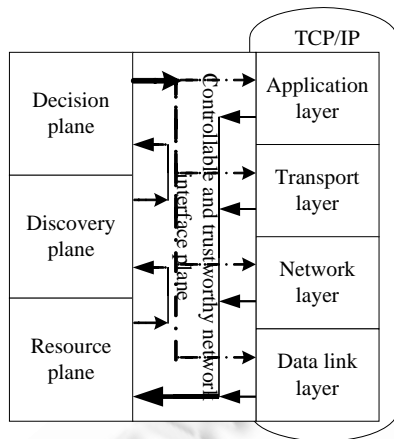 TCP/IP
Decision
plane
Discovery
plane
Resource
plane
Controllable and trustworthy network
interface plane
Application
layer
Transport
layer
Network
layer
Data link
layer